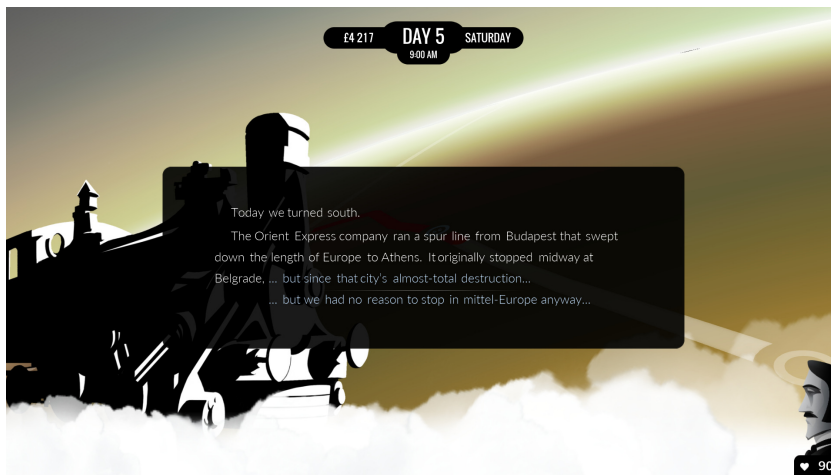 £4 217
DAY 5
SATURDAY
9:00 AM
Today we turned south.
The Orient Express company ran a spur line from Budapest that swept
down the length of Europe to Athens. It originally stopped midway at
Belgrade, ... but since that city's almost-total destruction...
... but we had no reason to stop in mittel-Europe anyway...
90